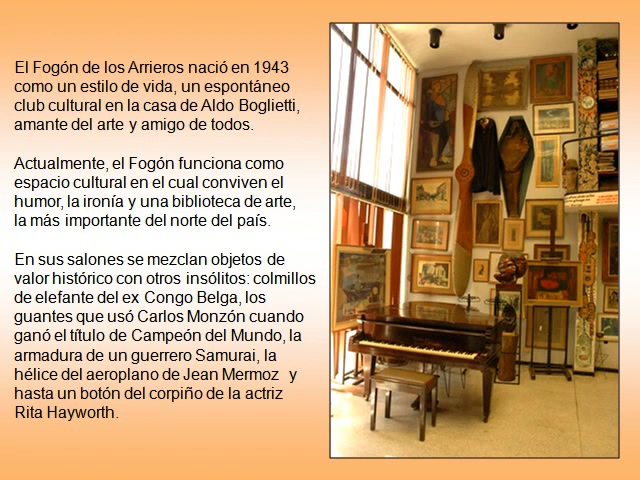 El Fogón de los Arrieros nació en 1943
como un estilo de vida, un espontáneo
club cultural en la casa de Aldo Boglietti,
amante del arte y amigo de todos.
Actualmente, el Fogón funciona como
espacio cultural en el cual conviven el
humor, la ironía y una biblioteca de arte,
la más importante del norte del país.
En sus salones se mezclan objetos de
valor histórico con otros insólitos: colmillos
de elefante del ex Congo Belga, los
guantes que usó Carlos Monzón cuando
ganó el título de Campeón del Mundo, la
armadura de un guerrero Samurai, la
hélice del aeroplano de Jean Mermoz y
hasta un botón del corpiño de la actriz
Rita Hayworth.